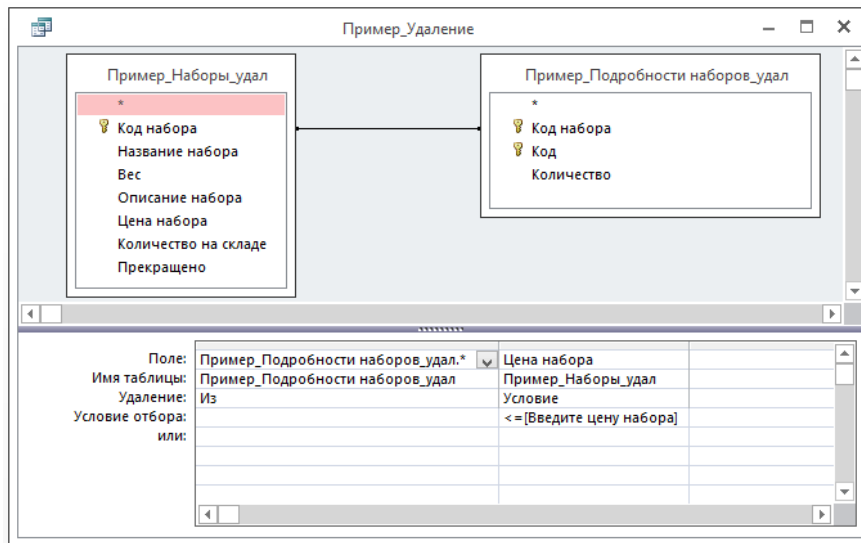 Пример_Удаление
Пример_Наборы_удал
*
Код набора
Название набора
Вес
Описание набора
Цена набора
Количество на складе
Прекращено
Пример_Подробности наборов_удал
*
Код набора
Код
Количество
Поле: Пример_Подробности наборов_удал.* Цена набора
Имя таблицы: Пример_Подробности наборов_удал Пример_Наборы_удал
Удаление: Из Условие
Условие отбора: <=[Введите цену набора]
или: